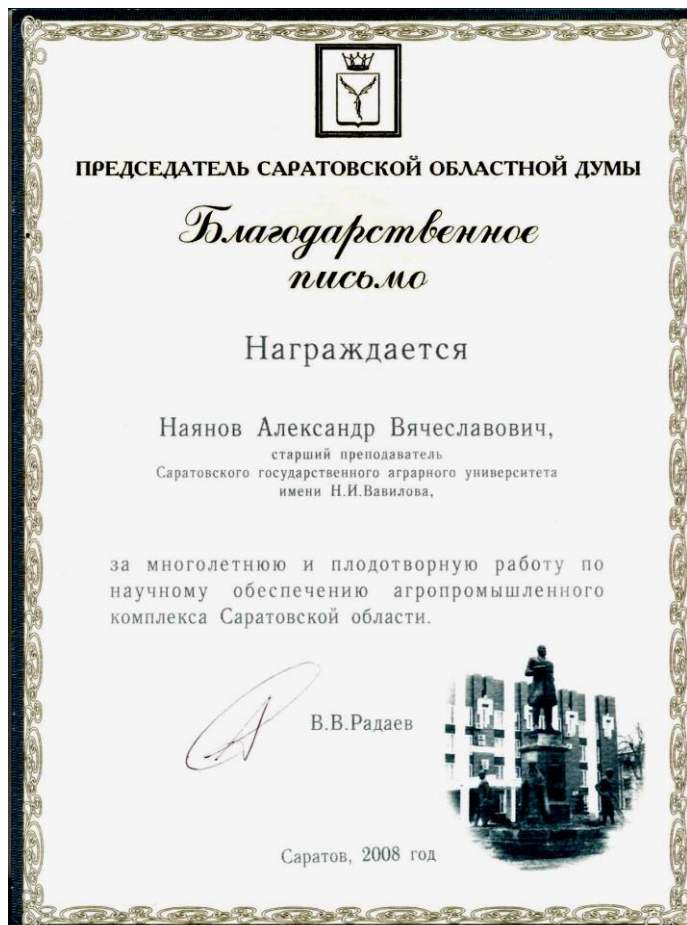 ПРЕДСЕДАТЕЛЬ САРАТОВСКОЙ ОБЛАСТНОЙ ДУМЫ
Благодарственное
письмо
Награждается
Наянов Александр Вячеславович,
старший преподаватель
Саратовского государственного аграрного университета
имени Н.И.Вавилова,
за многолетнюю и плодотворную работу по
научному обеспечению агропромышленного
комплекса Саратовской области.
В.В.Радаев
Саратов, 2008 год